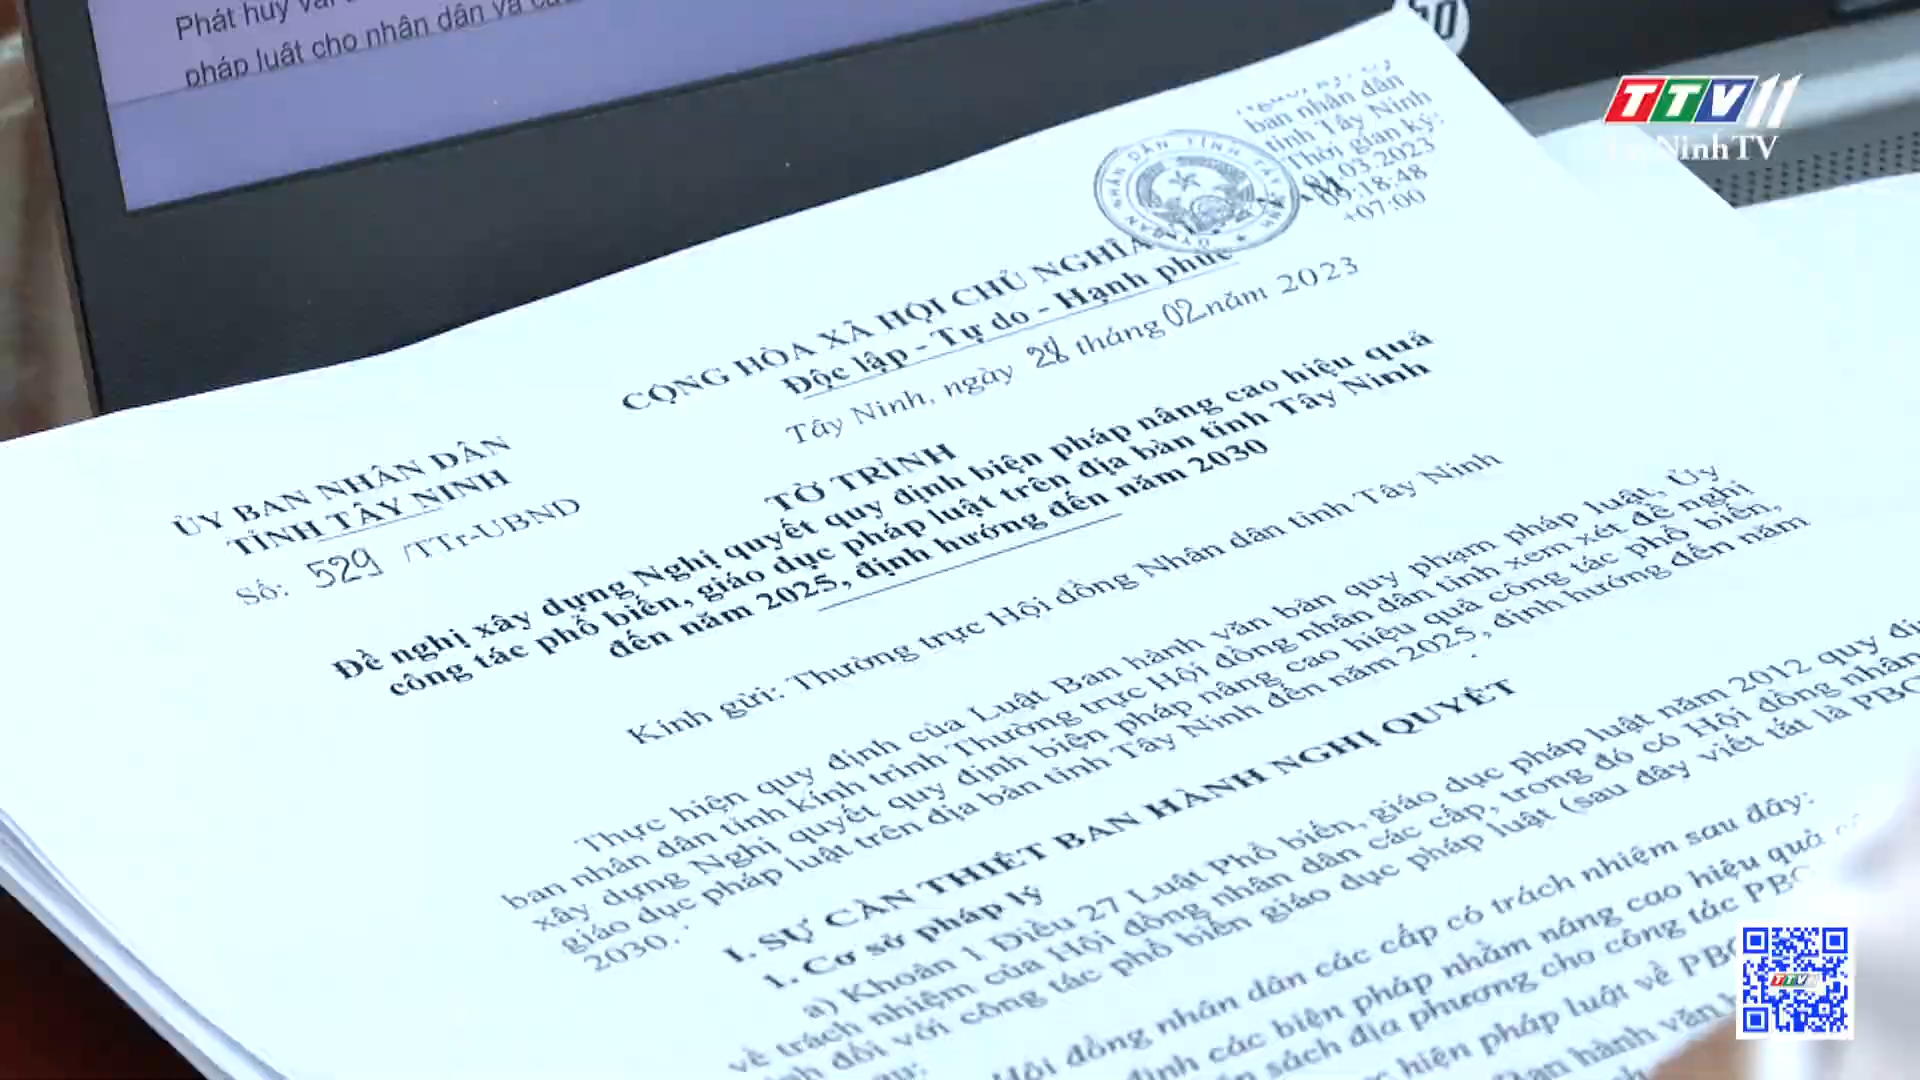 Phát huy vai
pháp luật cho nhân dân và
hp
TTV11
NinhTV
ban nhân dân
tỉnh Tây Ninh
Thời gian ký:
.03.2023
09:18:48
+07:00
CỘNG HÒA XÃ HỘI CHỦ NGHĨA
Độc lập - Tự do - Hạnh phúc
Tây Ninh, ngày 28 tháng 02 năm 2023
ỦY BAN NHÂN DÂN
TỈNH TÂY NINH
Số: 529 /TTr-UBND
TỜ TRÌNH
Đề nghị xây dựng Nghị quyết quy định biện pháp nâng cao hiệu quả
công tác phổ biến, giáo dục pháp luật trên địa bàn tỉnh Tây Ninh
đến năm 2025, định hướng đến năm 2030
Kính gửi: Thường trực Hội đồng Nhân dân tỉnh Tây Ninh
Thực hiện quy định của Luật Ban hành văn bản quy phạm pháp luật, Ủy
ban nhân dân tỉnh kính trình Thường trực Hội đồng nhân dân tỉnh xem xét đề nghị
xây dựng Nghị quyết quy định biện pháp nâng cao hiệu quả công tác phổ biến,
giáo dục pháp luật trên địa bàn tỉnh Tây Ninh đến năm 2025, định hướng đến năm
2030.
I. SỰ CẦN THIẾT BAN HÀNH NGHỊ QUYẾT
1. Cơ sở pháp lý
a) Khoản 1 Điều 27 Luật Phổ biến, giáo dục pháp luật năm 2012 quy
về trách nhiệm của Hội đồng nhân dân các cấp, trong đó có Hội đồng nhân
đối với công tác phổ biến giáo dục pháp luật (sau đây viết tắt là
Hội đồng nhân dân các cấp có trách nhiệm sau đây:
định các biện pháp nhằm nâng cao hiệu quả
sách địa phương cho công tác
hiện pháp luật về
hành văn
TTV11